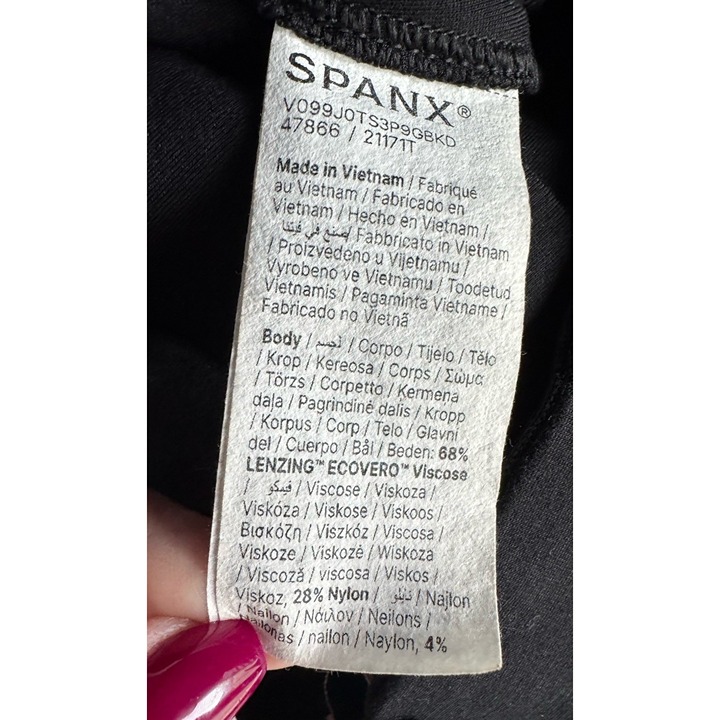 SPANX®
V099J0TS3P9GBKD
47866 / 21171T
Made in Vietnam / Fabriqué
au Vietnam / Fabricado en
Vietnam / Hecho en Vietnam /
صنع في فيتنا / Fabbricato in Vietnam
/ Proizvedeno u Vijetnamu /
Vyrobeno ve Vietnamu / Toodetud
Vietnamis / Pagaminta Vietname /
Fabricado no Vietnã
Body / جسد / Corpo / Tijelo / Tělo
/ Krop / Kereosa / Corps / Σώμα
/ Törzs / Corpetto / Ķermeņa
daļa / Pagrindinė dalis / Kropp
/ Korpus / Corp / Telo / Glavni
del / Cuerpo / Bål / Beden: 68%
LENZING™ ECOVERO™ Viscose
/ فيسكو / Viscose / Viskoza /
Viskóza / Viskose / Viskoos /
Βισκόζη / Viszkóz / Viscosa /
Viskoze / Viskozė / Wiskoza
/ Viscoză / viscosa / Viskos /
Viskoz, 28% Nylon / نايلو / Najlon
/ Nailon / Νάιλον / Neilons /
Nailonas / nailon / Naylon, 4%